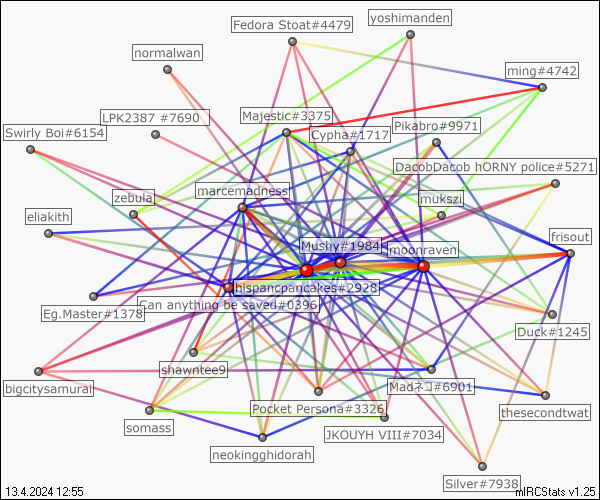 Fedora Stoat#4479
yoshimanden
normalwan
ming#4742
LPK2387 #7690
Majestic#3375
Pikabro#9971
Swirly Boi#6154
Cypha#1717
DacobDacob hORNY police#5271
marcemadness
zebula
mukszi
eliakith
Mushy#1984
moonraven
frisout
hispancpancakes#2928
Can anything be saved#0396
Eg.Master#1378
Duck#1245
shawntee9
bigcitysamurai
Madネコ#6901
Pocket Persona#3326
thesecondtwat
somass
JKOUYH VIII#7034
neokingghidorah
Silver#7938
13.4.2024 12:55
mIRCStats v1.25